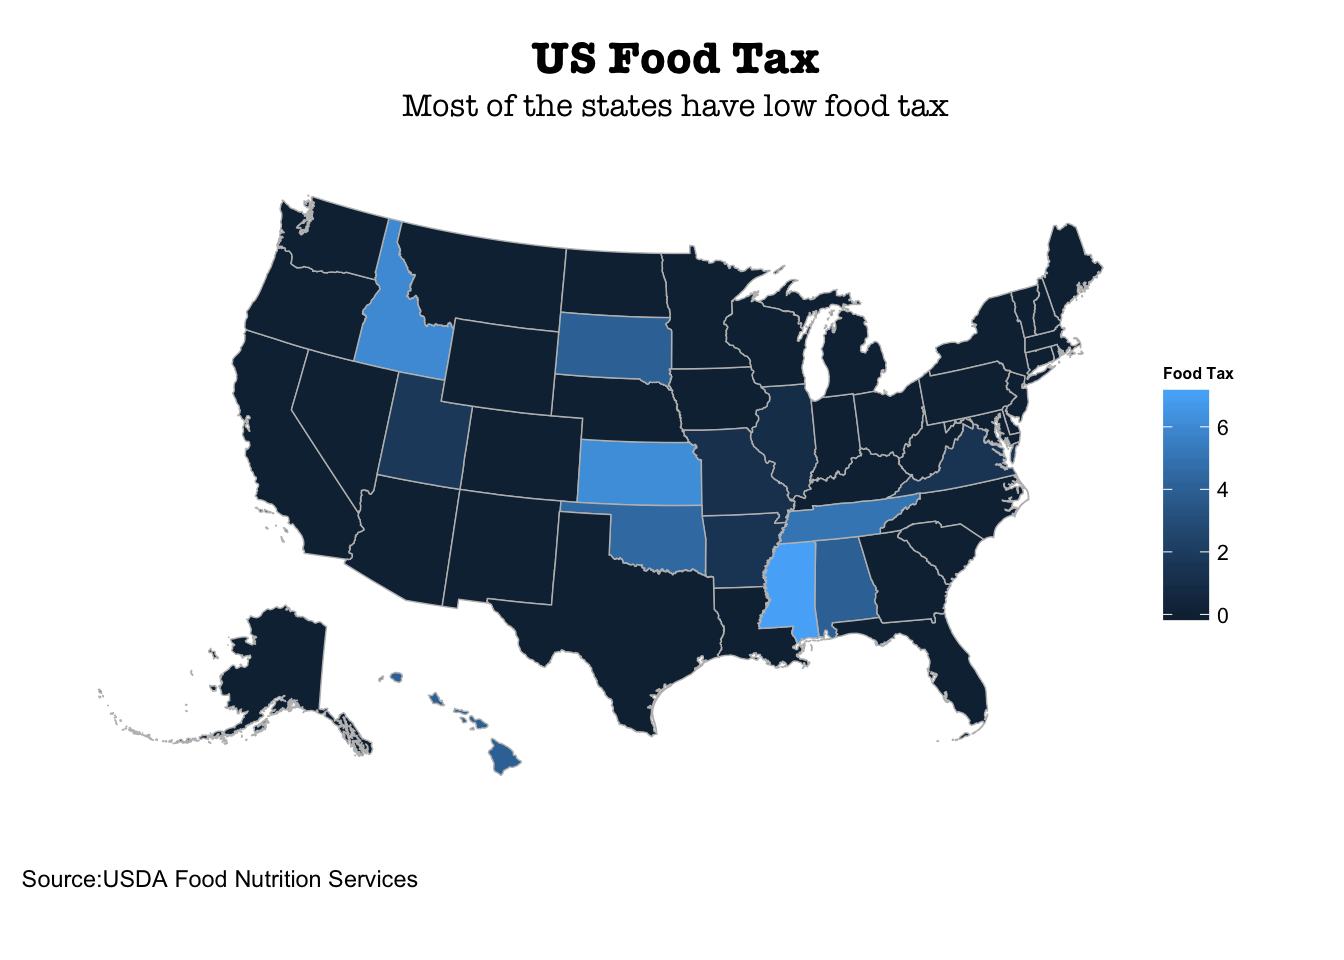 US Food Tax
Most of the states have low food tax
Food Tax
6
4
2
0
Source:USDA Food Nutrition Services